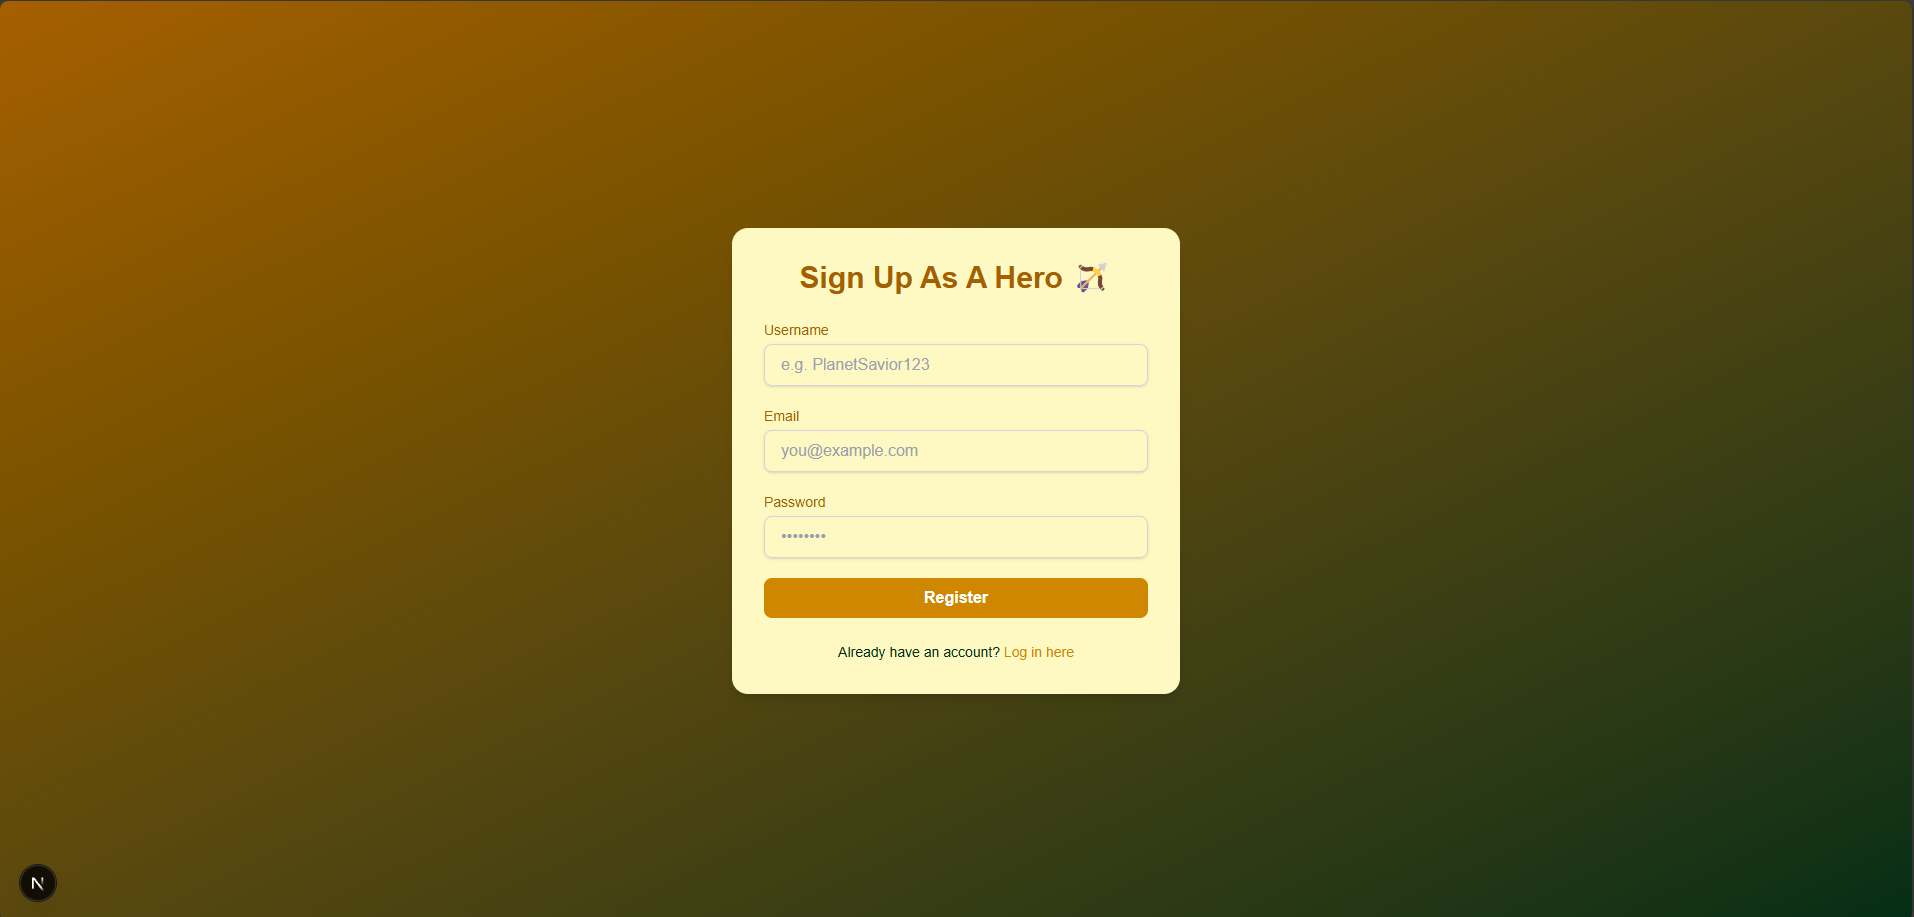 Sign Up As A Hero 🏹
Username
e.g. PlanetSavior123
Email
you@example.com
Password
••••••••
Register
Already have an account? Log in here
N